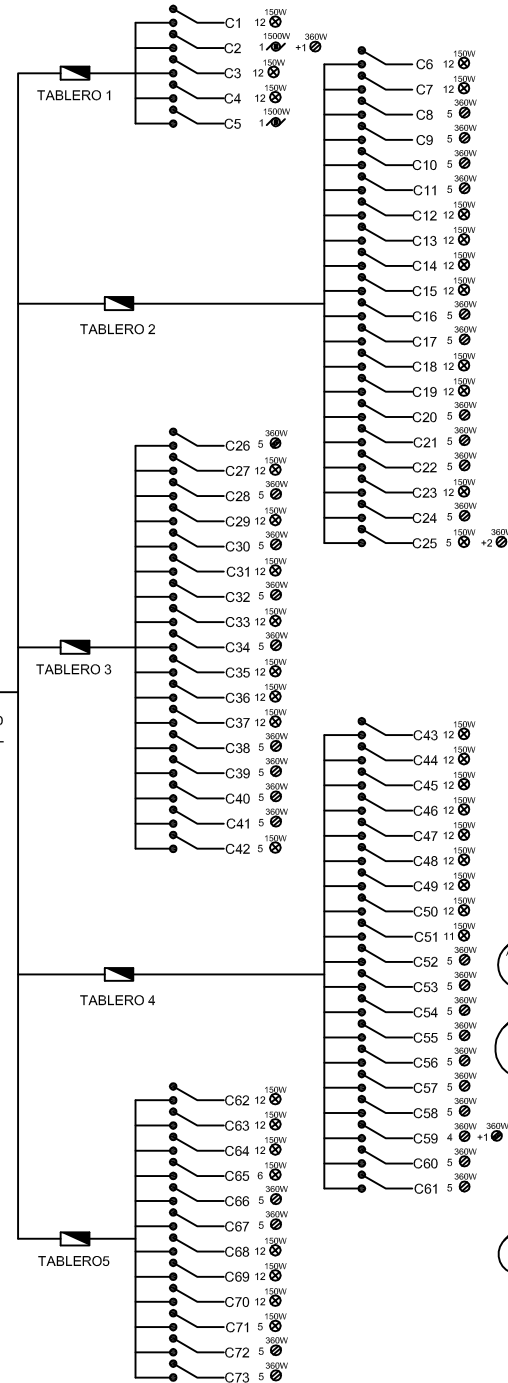 150W
C1 12
1500W 360W
C2 1 +1
150W
C3 12
150W
C4 12
1500W
C5 1
TABLERO 1
150W
C6 12
150W
C7 12
360W
C8 5
360W
C9 5
360W
C10 5
360W
C11 5
150W
C12 12
150W
C13 12
150W
C14 12
150W
C15 12
360W
C16 5
360W
C17 5
150W
C18 12
150W
C19 12
360W
C20 5
360W
C21 5
360W
C22 5
150W
C23 12
360W
C24 5
150W 360W
C25 5 +2
TABLERO 2
360W
C26 5
150W
C27 12
360W
C28 5
150W
C29 12
360W
C30 5
150W
C31 12
360W
C32 5
150W
C33 12
360W
C34 5
150W
C35 12
150W
C36 12
150W
C37 12
360W
C38 5
360W
C39 5
360W
C40 5
360W
C41 5
150W
C42 5
TABLERO 3
150W
C43 12
150W
C44 12
150W
C45 12
150W
C46 12
150W
C47 12
150W
C48 12
150W
C49 12
150W
C50 12
150W
C51 11
360W
C52 5
360W
C53 5
360W
C54 5
360W
C55 5
360W
C56 5
360W
C57 5
360W
C58 5
360W 360W
C59 4 +1
360W
C60 5
360W
C61 5
TABLERO 4
150W
C62 12
150W
C63 12
150W
C64 12
150W
C65 6
360W
C66 5
360W
C67 5
150W
C68 12
150W
C69 12
150W
C70 12
150W
C71 5
360W
C72 5
360W
C73 5
TABLERO5